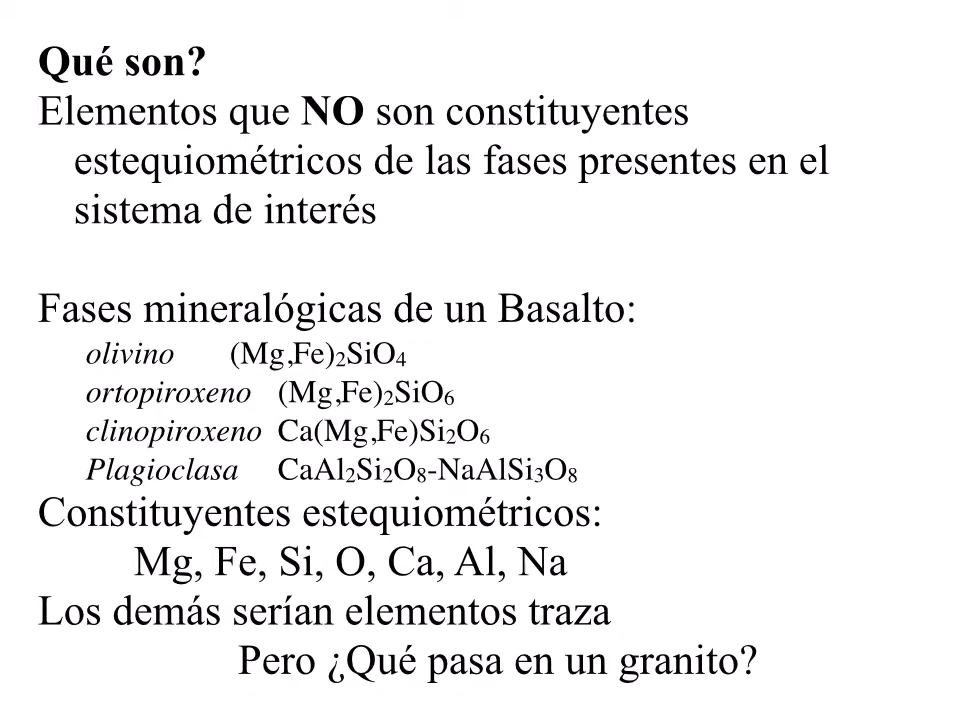 Qué son?
Elementos que NO son constituyentes
estequiométricos de las fases presentes en el
sistema de interés
Fases mineralógicas de un Basalto:
olivino (Mg,Fe)₂SiO₄
ortopiroxeno (Mg,Fe)₂SiO₆
clinopiroxeno Ca(Mg,Fe)Si₂O₆
Plagioclasa CaAl₂Si₂O₈-NaAlSi₃O₈
Constituyentes estequiométricos:
Mg, Fe, Si, O, Ca, Al, Na
Los demás serían elementos traza
Pero ¿Qué pasa en un granito?